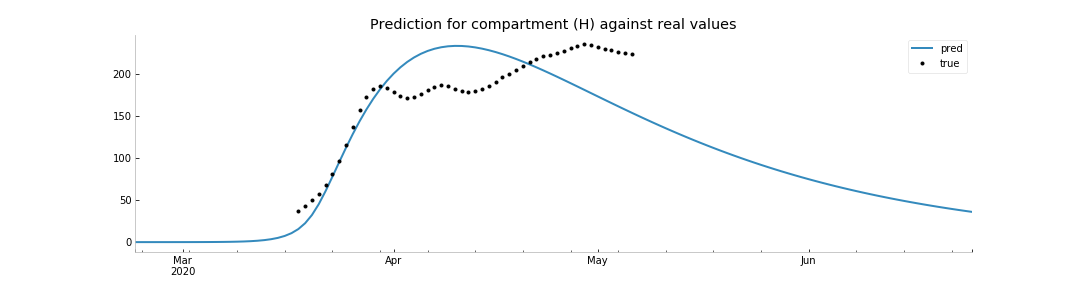 Prediction for compartment (H) against real values
pred
true
200
150
100
50
0
Mar
2020
Apr
May
Jun